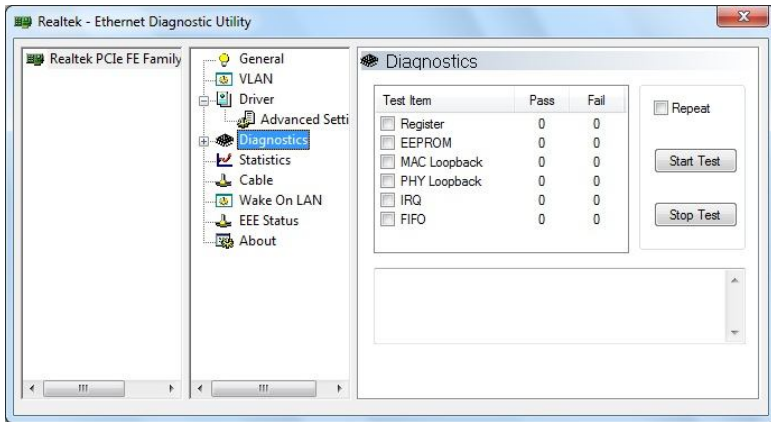 Realtek - Ethernet Diagnostic Utility
Realtek PCIe FE Family
General
VLAN
Driver
Advanced Setti
Diagnostics
Statistics
Cable
Wake On LAN
EEE Status
About
Diagnostics
Test Item Pass Fail
Register 0 0
EEPROM 0 0
MAC Loopback 0 0
PHY Loopback 0 0
IRQ 0 0
FIFO 0 0
Repeat
Start Test
Stop Test